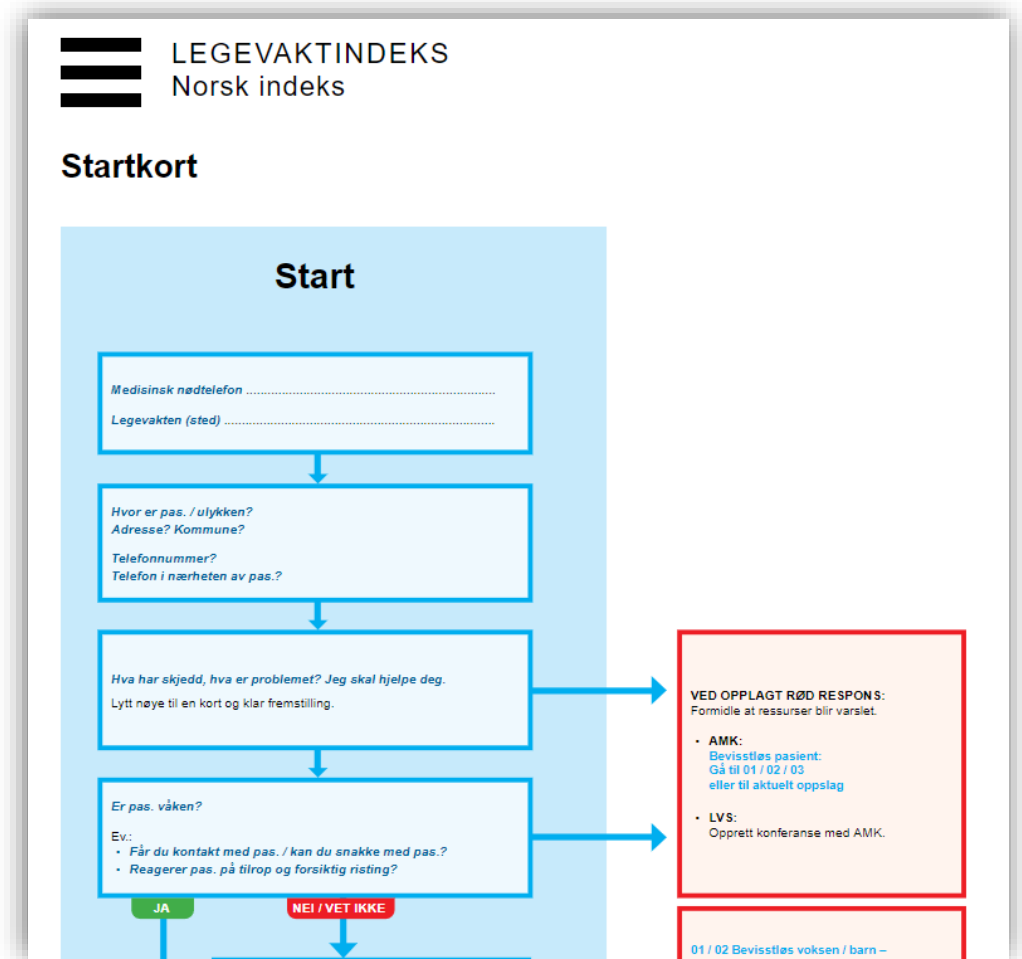 LEGEVAKTINDEKS
Norsk indeks
Startkort
Start
Medisinsk nødtelefon ......................................................................
Legevakten (sted) ............................................................................
Hvor er pas. / ulykken?
Adresse? Kommune?
Telefonnummer?
Telefon i nærheten av pas.?
Hva har skjedd, hva er problemet? Jeg skal hjelpe deg.
Lytt nøye til en kort og klar fremstilling.
VED OPPLAGT RØD RESPONS:
Formidle at ressurser blir varslet.
• AMK:
Bevisstløs pasient:
Gå til 01 / 02 / 03
eller til aktuelt oppslag
• LVS:
Opprett konferanse med AMK.
Er pas. våken?
Ev.:
• Får du kontakt med pas. / kan du snakke med pas.?
• Reagerer pas. på tilrop og forsiktig risting?
JA
NEI / VET IKKE
01 / 02 Bevisstløs voksen / barn –